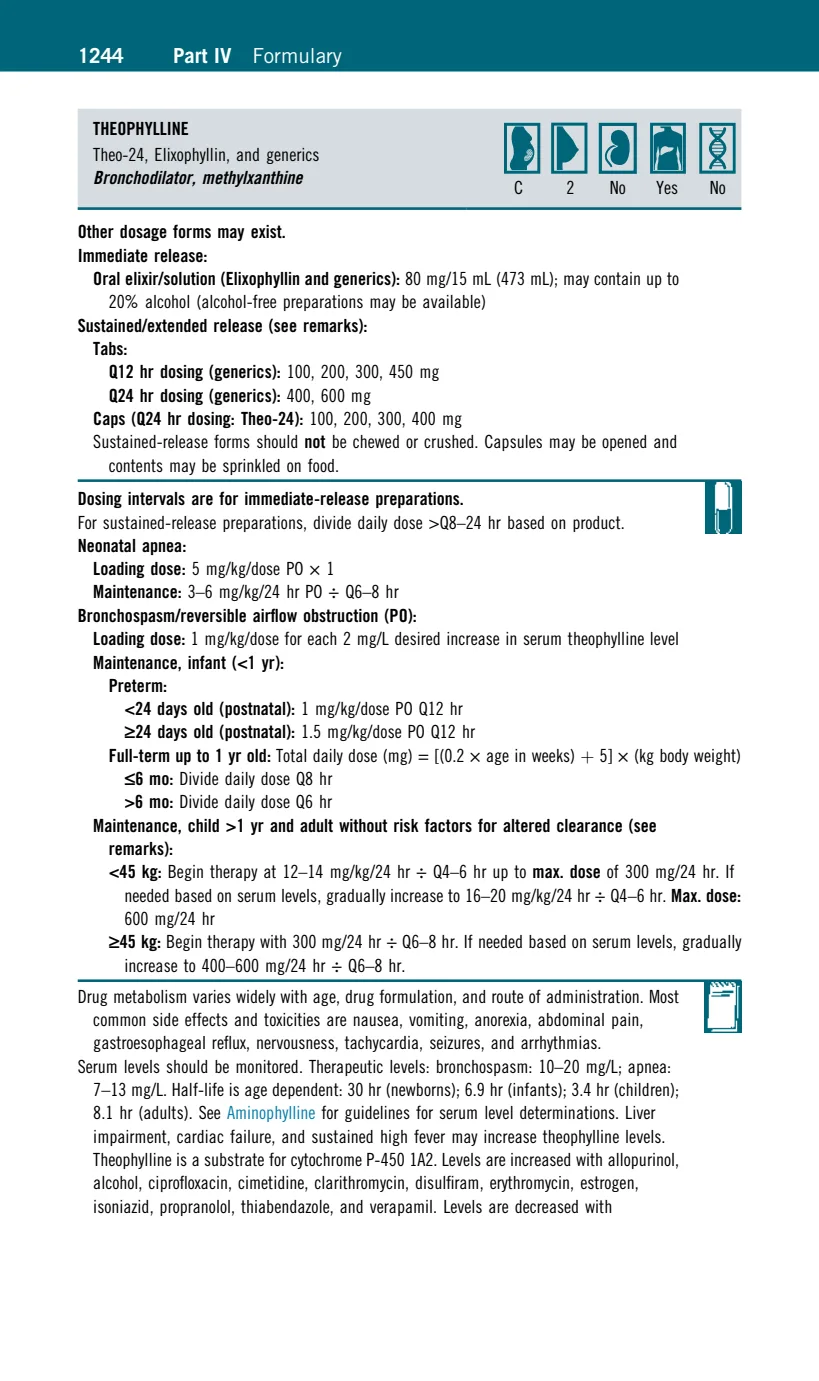 1244 Part IV Formulary
THEOPHYLLINE
Theo-24, Elixophyllin, and generics
Bronchodilator, methylxanthine
C 2 No Yes No
Other dosage forms may exist.
Immediate release:
Oral elixir/solution (Elixophyllin and generics): 80 mg/15 mL (473 mL); may contain up to
20% alcohol (alcohol-free preparations may be available)
Sustained/extended release (see remarks):
Tabs:
Q12 hr dosing (generics): 100, 200, 300, 450 mg
Q24 hr dosing (generics): 400, 600 mg
Caps (Q24 hr dosing: Theo-24): 100, 200, 300, 400 mg
Sustained-release forms should not be chewed or crushed. Capsules may be opened and
contents may be sprinkled on food.
Dosing intervals are for immediate-release preparations.
For sustained-release preparations, divide daily dose >Q8–24 hr based on product.
Neonatal apnea:
Loading dose: 5 mg/kg/dose PO × 1
Maintenance: 3–6 mg/kg/24 hr PO ÷ Q6–8 hr
Bronchospasm/reversible airflow obstruction (PO):
Loading dose: 1 mg/kg/dose for each 2 mg/L desired increase in serum theophylline level
Maintenance, infant (<1 yr):
Preterm:
<24 days old (postnatal): 1 mg/kg/dose PO Q12 hr
≥24 days old (postnatal): 1.5 mg/kg/dose PO Q12 hr
Full-term up to 1 yr old: Total daily dose (mg) = [(0.2 × age in weeks) + 5] × (kg body weight)
≤6 mo: Divide daily dose Q8 hr
>6 mo: Divide daily dose Q6 hr
Maintenance, child >1 yr and adult without risk factors for altered clearance (see
remarks):
<45 kg: Begin therapy at 12–14 mg/kg/24 hr ÷ Q4–6 hr up to max. dose of 300 mg/24 hr. If
needed based on serum levels, gradually increase to 16–20 mg/kg/24 hr ÷ Q4–6 hr. Max. dose:
600 mg/24 hr
≥45 kg: Begin therapy with 300 mg/24 hr ÷ Q6–8 hr. If needed based on serum levels, gradually
increase to 400–600 mg/24 hr ÷ Q6–8 hr.
Drug metabolism varies widely with age, drug formulation, and route of administration. Most
common side effects and toxicities are nausea, vomiting, anorexia, abdominal pain,
gastroesophageal reflux, nervousness, tachycardia, seizures, and arrhythmias.
Serum levels should be monitored. Therapeutic levels: bronchospasm: 10–20 mg/L; apnea:
7–13 mg/L. Half-life is age dependent: 30 hr (newborns); 6.9 hr (infants); 3.4 hr (children);
8.1 hr (adults). See Aminophylline for guidelines for serum level determinations. Liver
impairment, cardiac failure, and sustained high fever may increase theophylline levels.
Theophylline is a substrate for cytochrome P-450 1A2. Levels are increased with allopurinol,
alcohol, ciprofloxacin, cimetidine, clarithromycin, disulfiram, erythromycin, estrogen,
isoniazid, propranolol, thiabendazole, and verapamil. Levels are decreased with